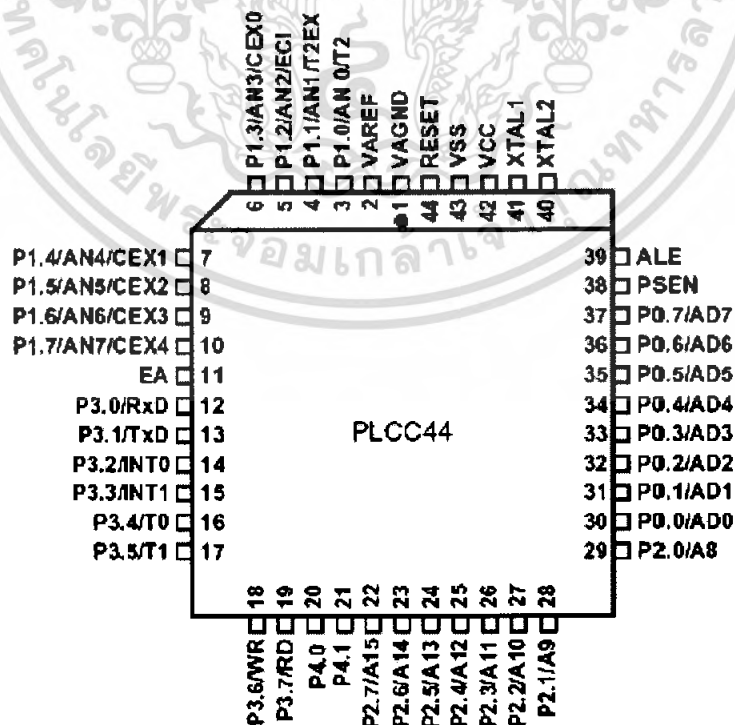 P1.3/AN3/CEX0
P1.2/AN2/ECI
P1.1/AN1/T2EX
P1.0/AN 0/T2
VAREF
VAGND
RESET
VSS
VCC
XTAL1
XTAL2
6 5 4 3 2 1 44 43 42 41 40
P1.4/AN4/CEX1 7
P1.5/AN5/CEX2 8
P1.6/AN6/CEX3 9
P1.7/AN7/CEX4 10
EA 11
P3.0/RxD 12
P3.1/TxD 13
P3.2/INT0 14
P3.3/INT1 15
P3.4/T0 16
P3.5/T1 17
PLCC44
39 ALE
38 PSEN
37 P0.7/AD7
36 P0.6/AD6
35 P0.5/AD5
34 P0.4/AD4
33 P0.3/AD3
32 P0.2/AD2
31 P0.1/AD1
30 P0.0/AD0
29 P2.0/A8
18 19 20 21 22 23 24 25 26 27 28
P3.6/WR
P3.7/RD
P4.0
P4.1
P2.7/A15
P2.6/A14
P2.5/A13
P2.4/A12
P2.3/A11
P2.2/A10
P2.1/A9